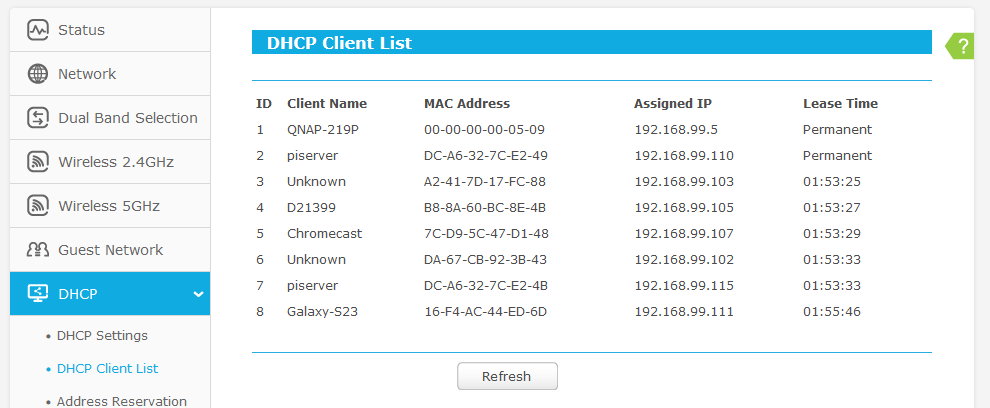 Status
Network
Dual Band Selection
Wireless 2.4GHz
Wireless 5GHz
Guest Network
DHCP
• DHCP Settings
• DHCP Client List
• Address Reservation
DHCP Client List
?
ID Client Name MAC Address Assigned IP Lease Time
1 QNAP-219P 00-00-00-00-05-09 192.168.99.5 Permanent
2 piserver DC-A6-32-7C-E2-49 192.168.99.110 Permanent
3 Unknown A2-41-7D-17-FC-88 192.168.99.103 01:53:25
4 D21399 B8-8A-60-BC-8E-4B 192.168.99.105 01:53:27
5 Chromecast 7C-D9-5C-47-D1-48 192.168.99.107 01:53:29
6 Unknown DA-67-CB-92-3B-43 192.168.99.102 01:53:33
7 piserver DC-A6-32-7C-E2-4B 192.168.99.115 01:53:33
8 Galaxy-S23 16-F4-AC-44-ED-6D 192.168.99.111 01:55:46
Refresh